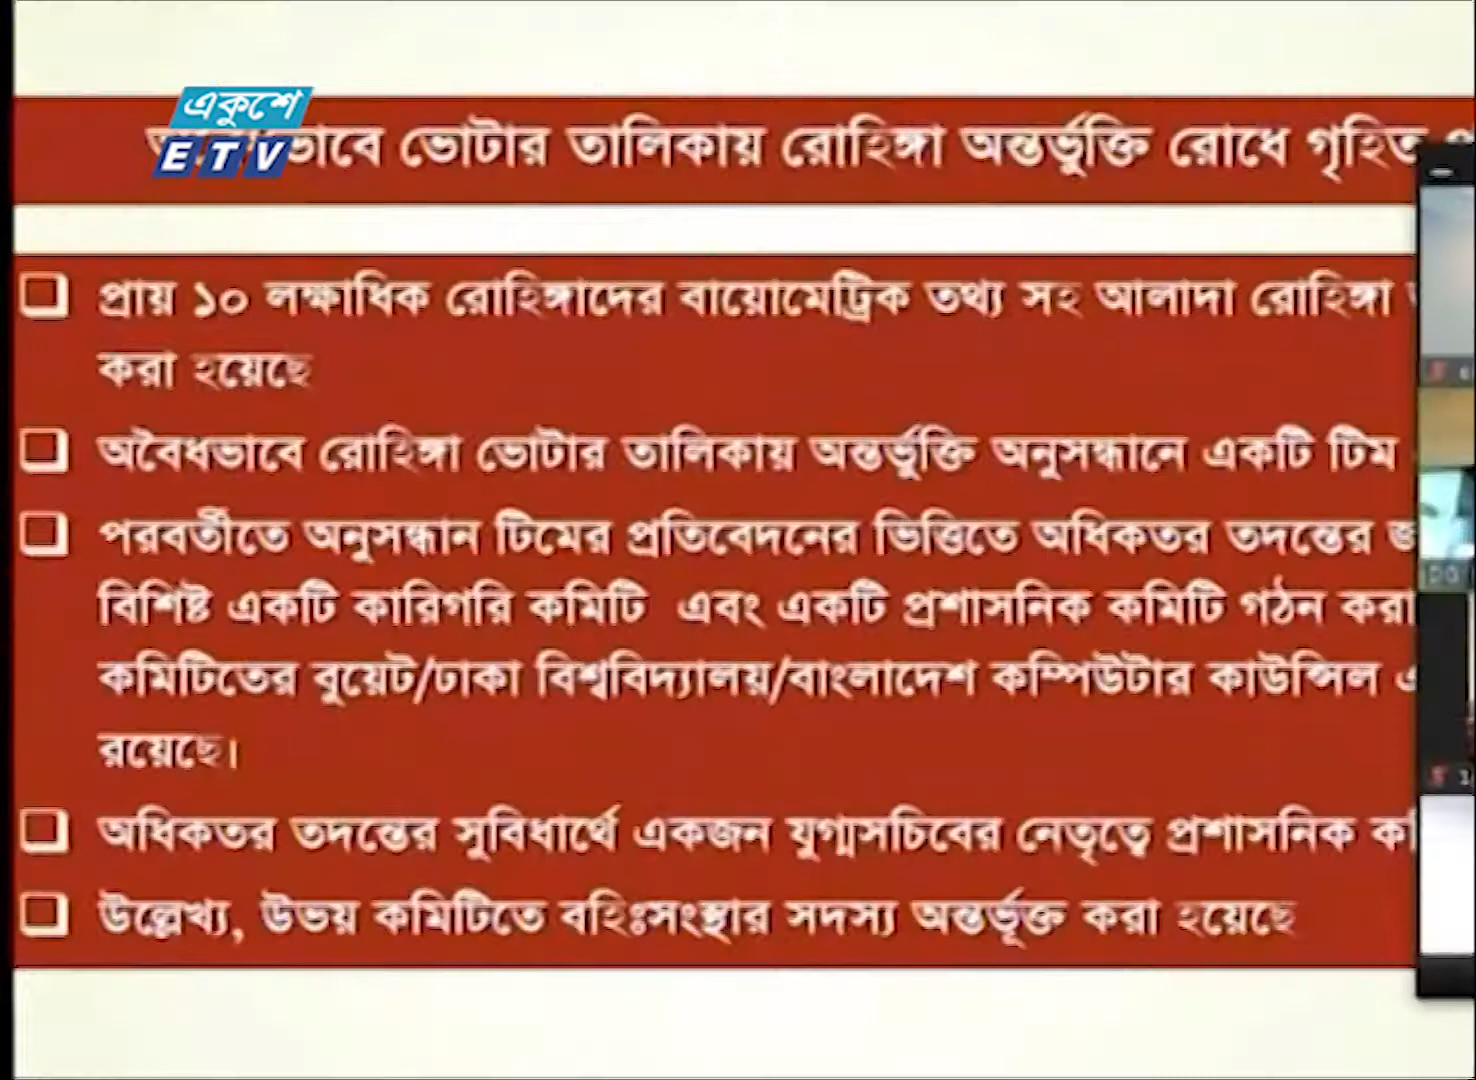 একুশে
ETV
ভাবে ভোটার তালিকায় রোহিঙ্গা অন্তর্ভুক্তি রোধে গৃহিত
প্রায় ১০ লক্ষাধিক রোহিঙ্গাদের বায়োমেট্রিক তথ্য সহ আলাদা রোহিঙ্গা
করা হয়েছে
অবৈধভাবে রোহিঙ্গা ভোটার তালিকায় অন্তর্ভুক্তি অনুসন্ধানে একটি টিম
পরবর্তীতে অনুসন্ধান টিমের প্রতিবেদনের ভিত্তিতে অধিকতর তদন্তের
বিশিষ্ট একটি কারিগরি কমিটি এবং একটি প্রশাসনিক কমিটি গঠন করা
কমিটিতের বুয়েট/ঢাকা বিশ্ববিদ্যালয়/বাংলাদেশ কম্পিউটার কাউন্সিল
রয়েছে।
অধিকতর তদন্তের সুবিধার্থে একজন যুগ্মসচিবের নেতৃত্বে প্রশাসনিক
উল্লেখ্য, উভয় কমিটিতে বহিঃসংস্থার সদস্য অন্তর্ভূক্ত করা হয়েছে